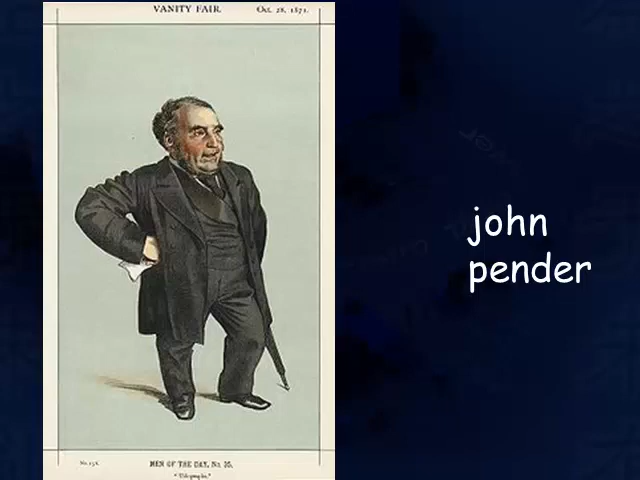 VANITY FAIR. Oct. 28, 1871.
john
pender
MEN OF THE DAY, No. 35.